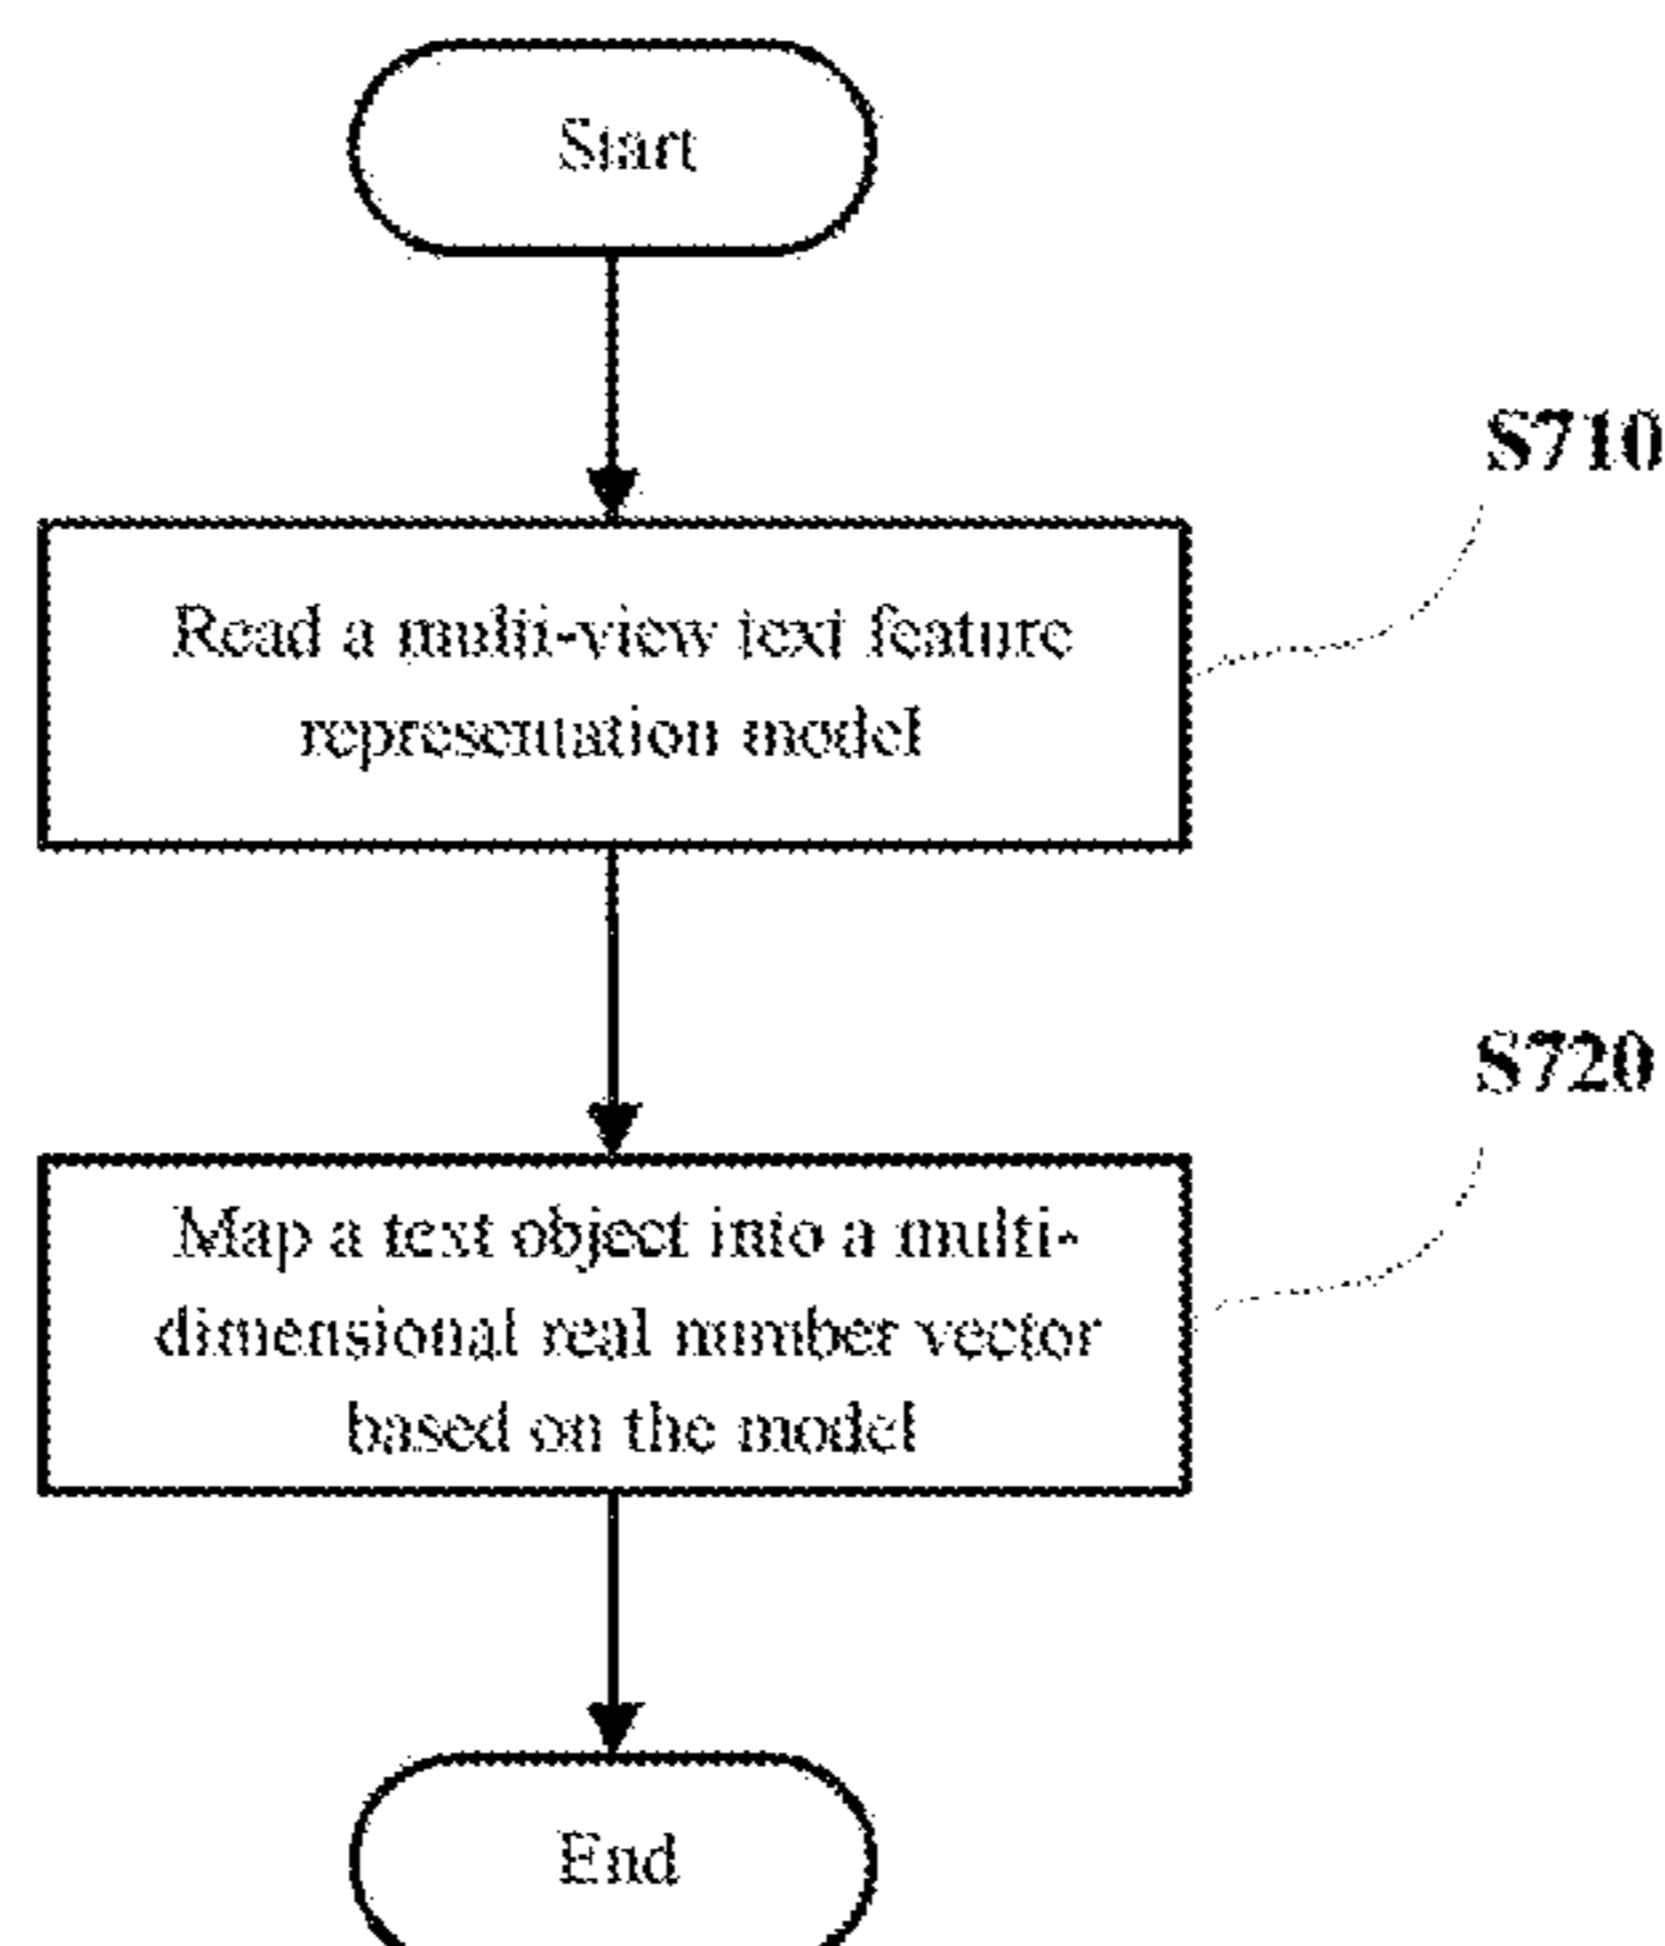 Start
S710
Read a multi-view text feature
representation model
S720
Map a text object into a multi-
dimensional real number vector
based on the model
End